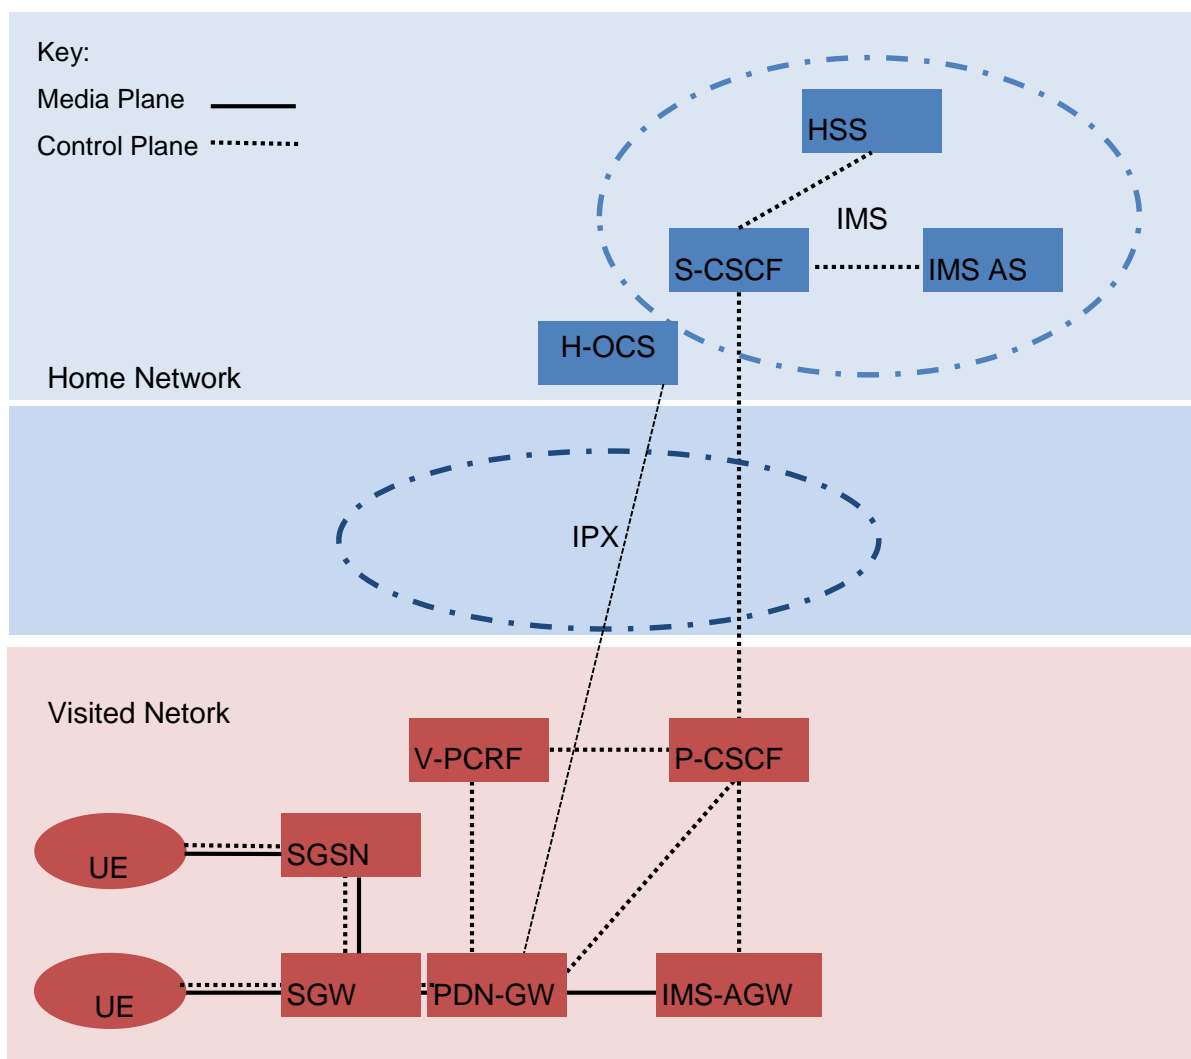 Key:
Media Plane
Control Plane
HSS
IMS
S-CSCF
IMS AS
H-OCS
Home Network
IPX
Visited Netork
V-PCRF
P-CSCF
UE
SGSN
UE
SGW
PDN-GW
IMS-AGW